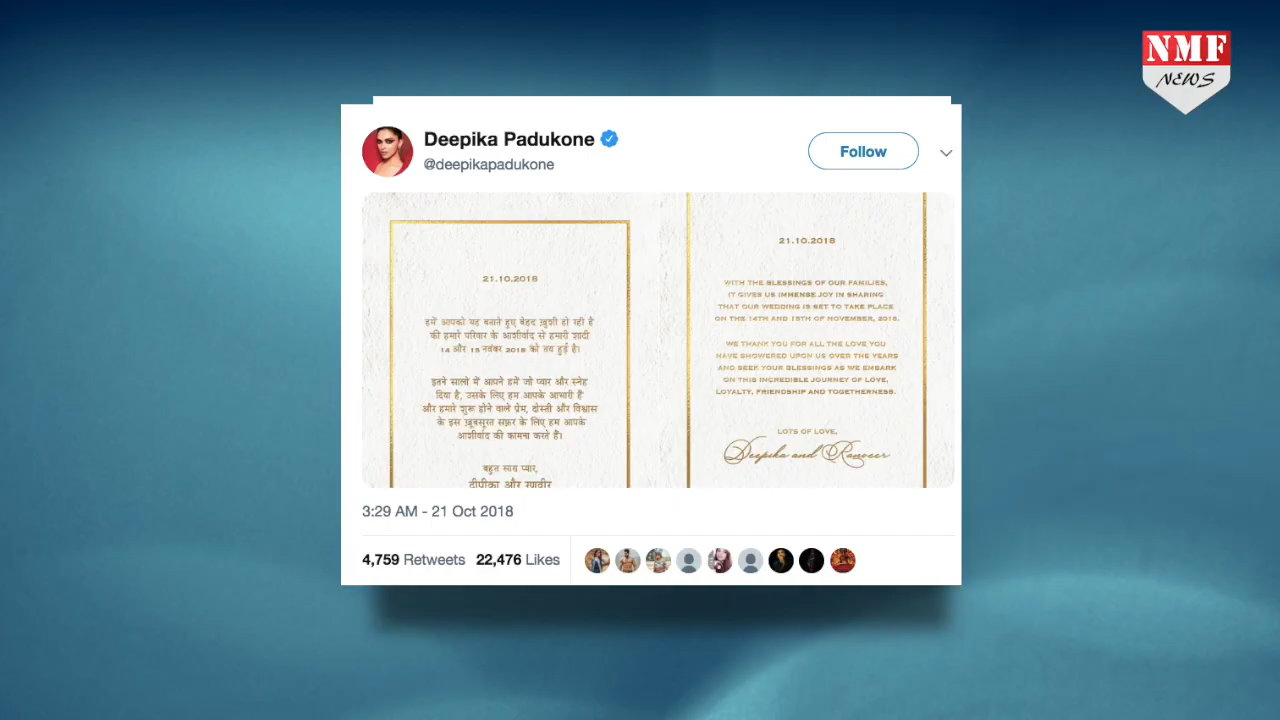 NMF
NEWS
Deepika Padukone
@deepikapadukone
Follow
21.10.2018
हमें आपको यह बताते हुए बेहद ख़ुशी हो रही है
की हमारे परिवार के आशीर्वाद से हमारी शादी
14 और 15 नवंबर 2018 को तय हुई है।
इतने सालो में आपने हमें जो प्यार और स्नेह
दिया है, उसके लिए हम आपके आभारी हैं
और हमारे शुरू होने वाले प्रेम, दोस्ती और विश्वास
के इस ख़ूबसूरत सफ़र के लिए हम आपके
आशीर्वाद की कामना करते हैं।
बहुत सारा प्यार,
दीपीका और रणवीर
21.10.2018
WITH THE BLESSINGS OF OUR FAMILIES,
IT GIVES US IMMENSE JOY IN SHARING
THAT OUR WEDDING IS SET TO TAKE PLACE
ON THE 14TH AND 15TH OF NOVEMBER, 2018.
WE THANK YOU FOR ALL THE LOVE YOU
HAVE SHOWERED UPON US OVER THE YEARS
AND SEEK YOUR BLESSINGS AS WE EMBARK
ON THIS INCREDIBLE JOURNEY OF LOVE,
LOYALTY, FRIENDSHIP AND TOGETHERNESS.
LOTS OF LOVE,
Deepika and Ranveer
3:29 AM - 21 Oct 2018
4,759 Retweets 22,476 Likes